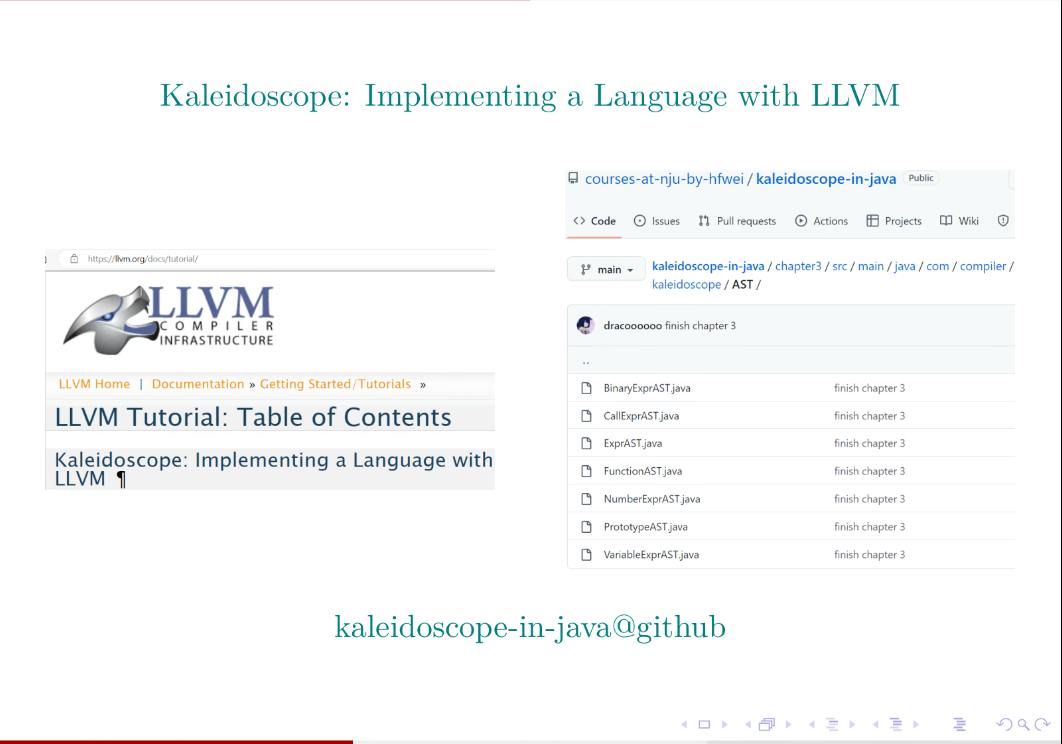 Kaleidoscope: Implementing a Language with LLVM
https://llvm.org/docs/tutorial/
LLVM
COMPILER
INFRASTRUCTURE
LLVM Home | Documentation » Getting Started/Tutorials »
LLVM Tutorial: Table of Contents
Kaleidoscope: Implementing a Language with
LLVM ¶
courses-at-nju-by-hfwei / kaleidoscope-in-java Public
<> Code Issues Pull requests Actions Projects Wiki
main
kaleidoscope-in-java / chapter3 / src / main / java / com / compiler /
kaleidoscope / AST /
dracoooooo finish chapter 3
..
BinaryExprAST.java finish chapter 3
CallExprAST.java finish chapter 3
ExprAST.java finish chapter 3
FunctionAST.java finish chapter 3
NumberExprAST.java finish chapter 3
PrototypeAST.java finish chapter 3
VariableExprAST.java finish chapter 3
kaleidoscope-in-java@github